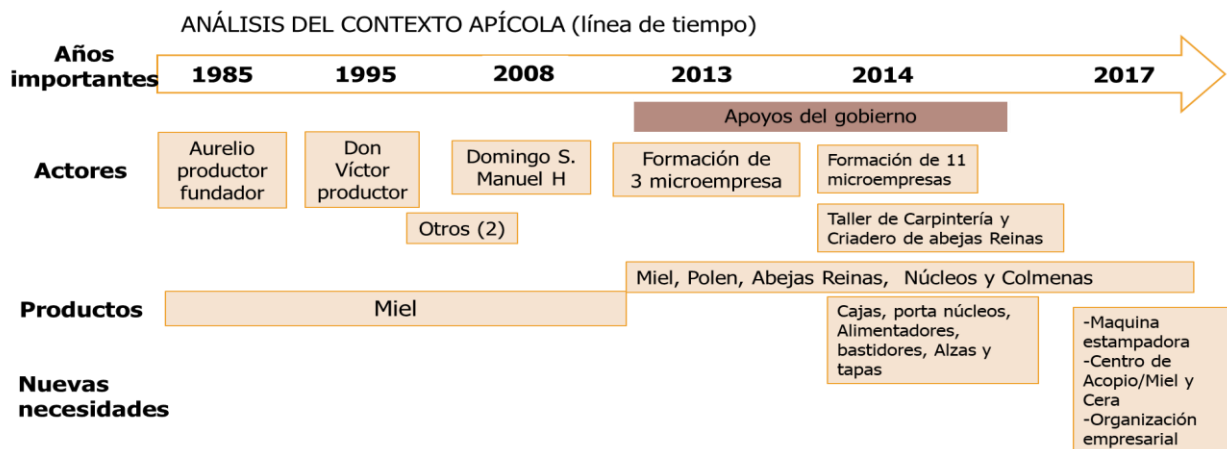 ANÁLISIS DEL CONTEXTO APÍCOLA (línea de tiempo)
Años
importantes
1985 1995 2008 2013 2014 2017
Apoyos del gobierno
Actores
Aurelio
productor
fundador
Don
Víctor
productor
Domingo S.
Manuel H
Formación de
3 microempresa
Formación de 11
microempresas
Otros (2)
Taller de Carpintería y
Criadero de abejas Reinas
Productos
Miel
Miel, Polen, Abejas Reinas, Núcleos y Colmenas
Cajas, porta núcleos,
Alimentadores,
bastidores, Alzas y
tapas
Nuevas
necesidades
-Maquina
estampadora
-Centro de
Acopio/Miel y
Cera
-Organización
empresarial